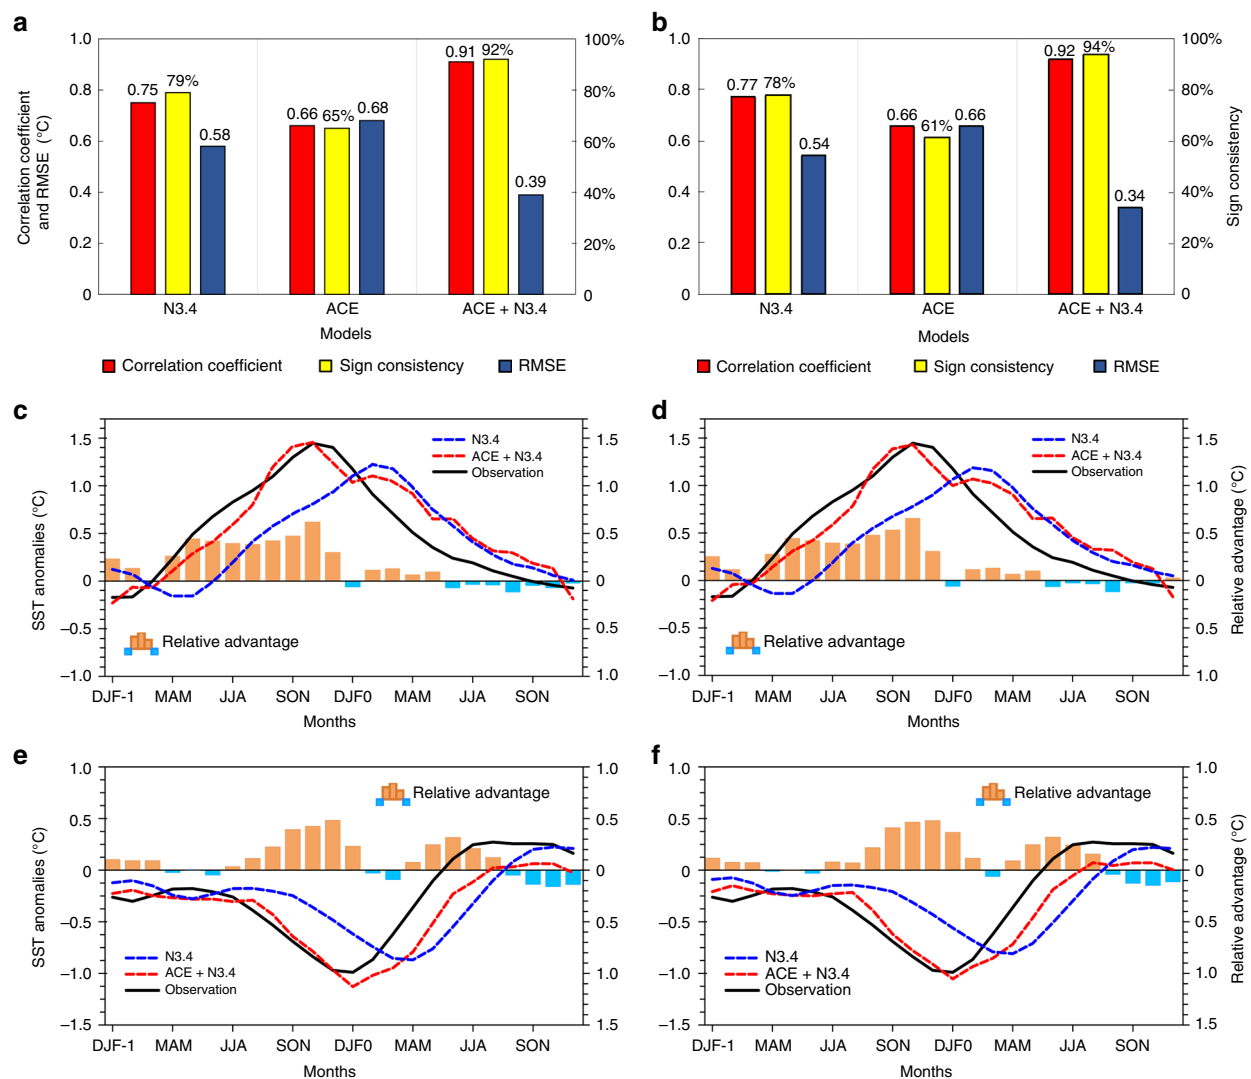 a
1.0
0.8
0.6
0.4
0.2
0
100%
80%
60%
40%
20%
0
Correlation coefficient
and RMSE (°C)
0.75
79%
0.58
0.66
65%
0.68
0.91
92%
0.39
N3.4
ACE
ACE + N3.4
Models
Correlation coefficient
Sign consistency
RMSE
b
1.0
0.8
0.6
0.4
0.2
0
100%
80%
60%
40%
20%
0
Sign consistency
0.77
78%
0.54
0.66
61%
0.66
0.92
94%
0.34
N3.4
ACE
ACE + N3.4
Models
Correlation coefficient
Sign consistency
RMSE
c
SST anomalies (°C)
1.5
1.0
0.5
0
–0.5
–1.0
1.5
1.0
0.5
0
0.5
1.0
N3.4
ACE + N3.4
Observation
Relative advantage
DJF-1
MAM
JJA
SON
DJF0
MAM
JJA
SON
Months
d
1.5
1.0
0.5
0
–0.5
–1.0
1.5
1.0
0.5
0
0.5
1.0
Relative advantage (°C)
N3.4
ACE + N3.4
Observation
Relative advantage
DJF-1
MAM
JJA
SON
DJF0
MAM
JJA
SON
Months
e
SST anomalies (°C)
1.0
0.5
0
–0.5
–1.0
–1.5
1.0
0.5
0
0.5
1.0
1.5
Relative advantage
N3.4
ACE + N3.4
Observation
DJF-1
MAM
JJA
SON
DJF0
MAM
JJA
SON
Months
f
1.0
0.5
0
–0.5
–1.0
–1.5
1.0
0.5
0
0.5
1.0
1.5
Relative advantage (°C)
Relative advantage
N3.4
ACE + N3.4
Observation
DJF-1
MAM
JJA
SON
DJF0
MAM
JJA
SON
Months